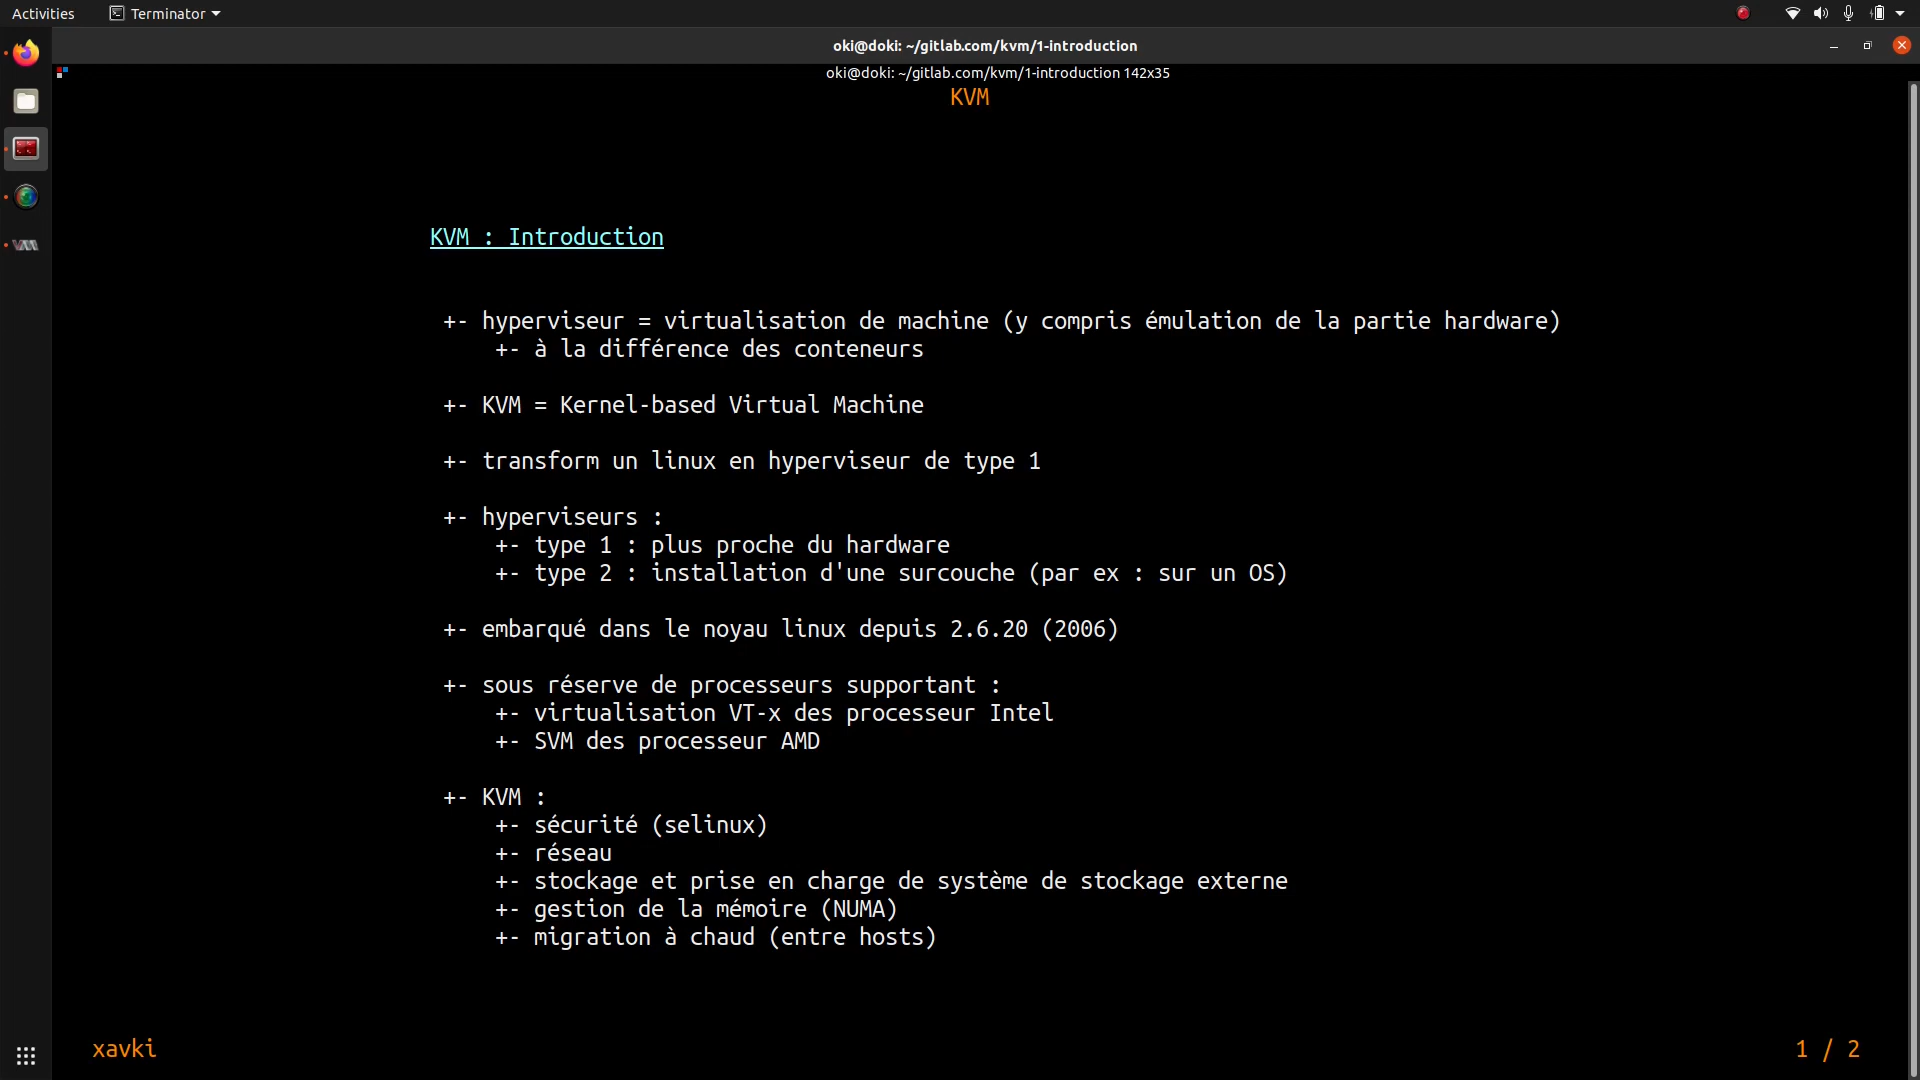 Activities
Terminator
oki@doki: ~/gitlab.com/kvm/1-introduction
oki@doki: ~/gitlab.com/kvm/1-introduction 142x35
KVM
KVM : Introduction
+- hyperviseur = virtualisation de machine (y compris émulation de la partie hardware)
+- à la différence des conteneurs
+- KVM = Kernel-based Virtual Machine
+- transform un linux en hyperviseur de type 1
+- hyperviseurs :
+- type 1 : plus proche du hardware
+- type 2 : installation d'une surcouche (par ex : sur un OS)
+- embarqué dans le noyau linux depuis 2.6.20 (2006)
+- sous réserve de processeurs supportant :
+- virtualisation VT-x des processeur Intel
+- SVM des processeur AMD
+- KVM :
+- sécurité (selinux)
+- réseau
+- stockage et prise en charge de système de stockage externe
+- gestion de la mémoire (NUMA)
+- migration à chaud (entre hosts)
xavki
1 / 2